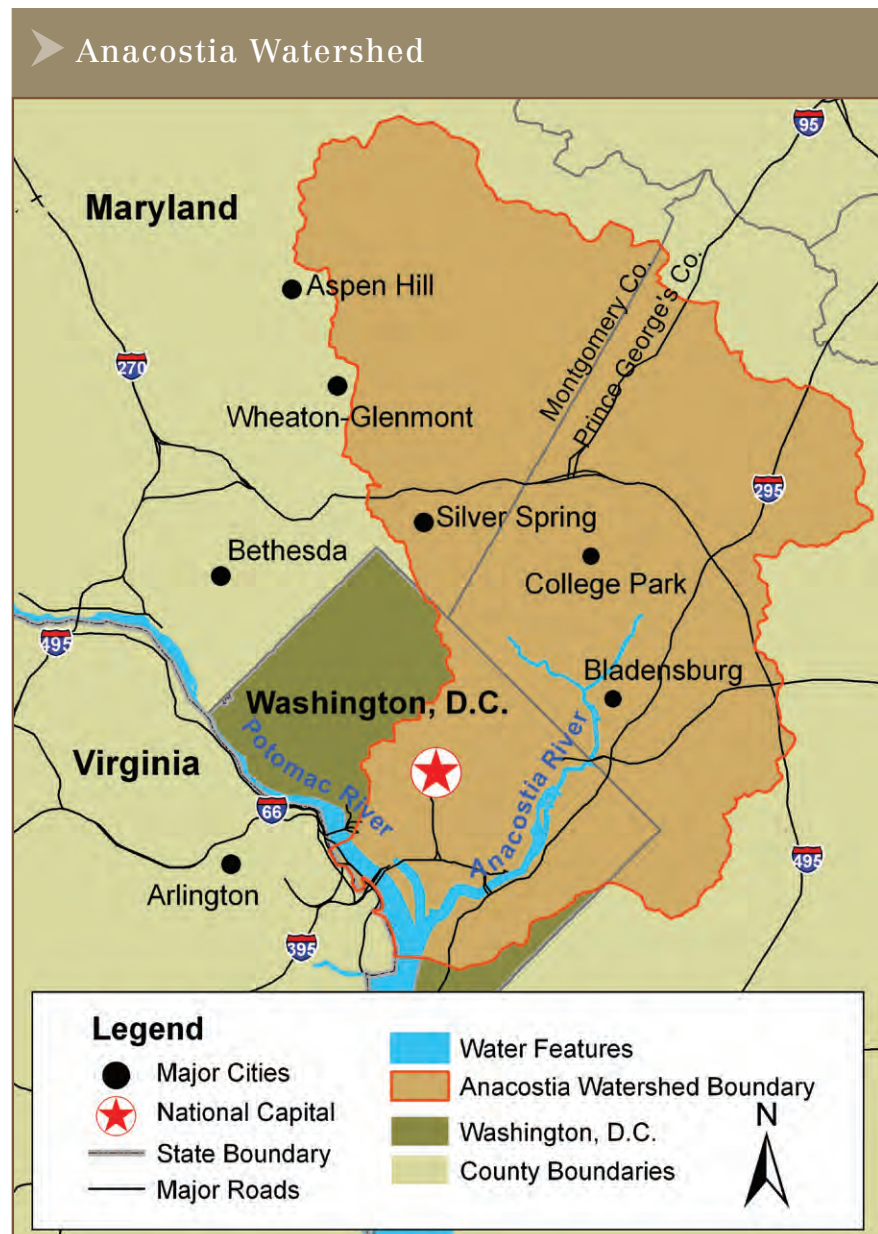 Anacostia Watershed
95
Maryland
Aspen Hill
Montgomery Co.
Prince George's Co.
270
Wheaton-Glenmont
295
Silver Spring
Bethesda
College Park
495
Bladensburg
Washington, D.C.
Virginia
Potomac River
Anacostia River
66
495
Arlington
395
Legend
Major Cities
National Capital
State Boundary
Major Roads
Water Features
Anacostia Watershed Boundary
Washington, D.C.
County Boundaries
N